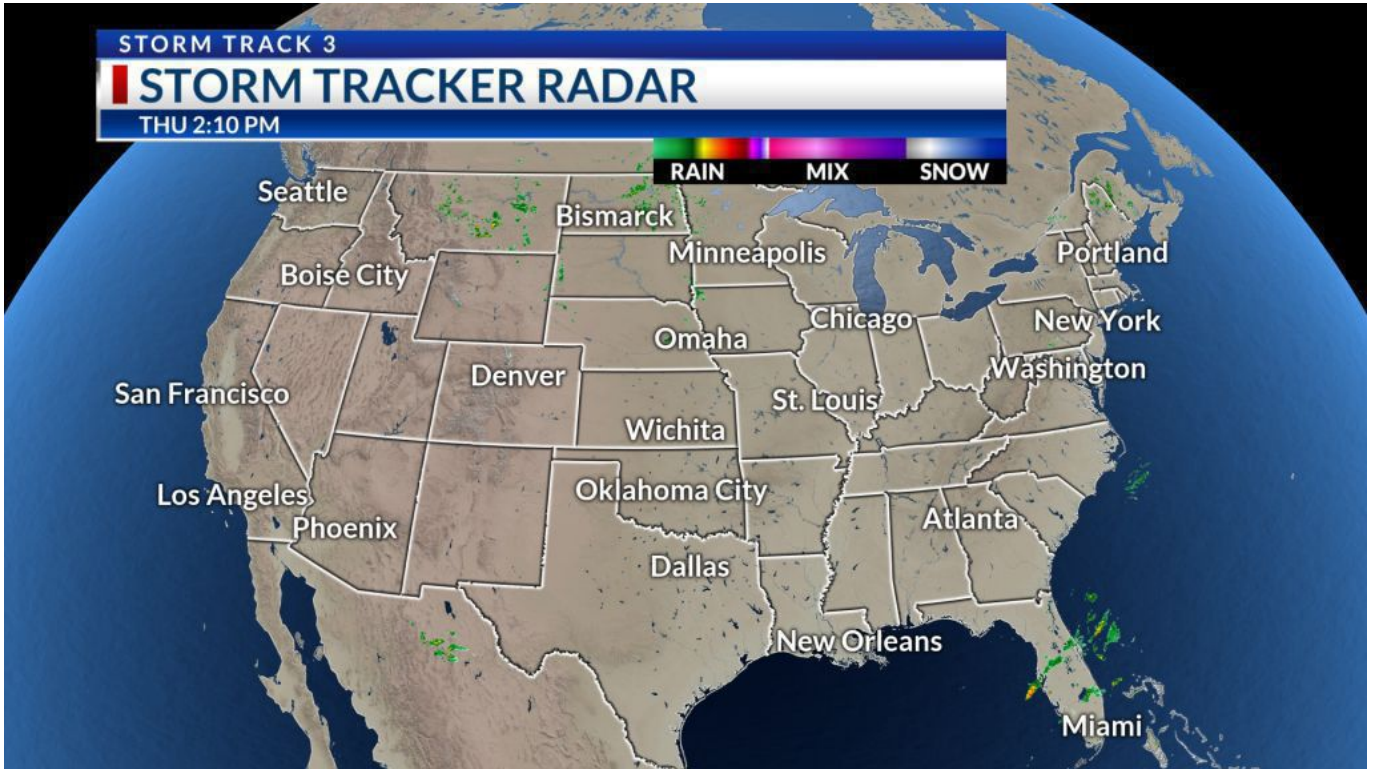 STORM TRACK 3
STORM TRACKER RADAR
THU 2:10 PM
RAIN MIX SNOW
Seattle
Bismarck
Minneapolis
Portland
Boise City
Chicago
New York
Omaha
Washington
Denver
San Francisco
St. Louis
Wichita
Los Angeles
Oklahoma City
Phoenix
Atlanta
Dallas
New Orleans
Miami